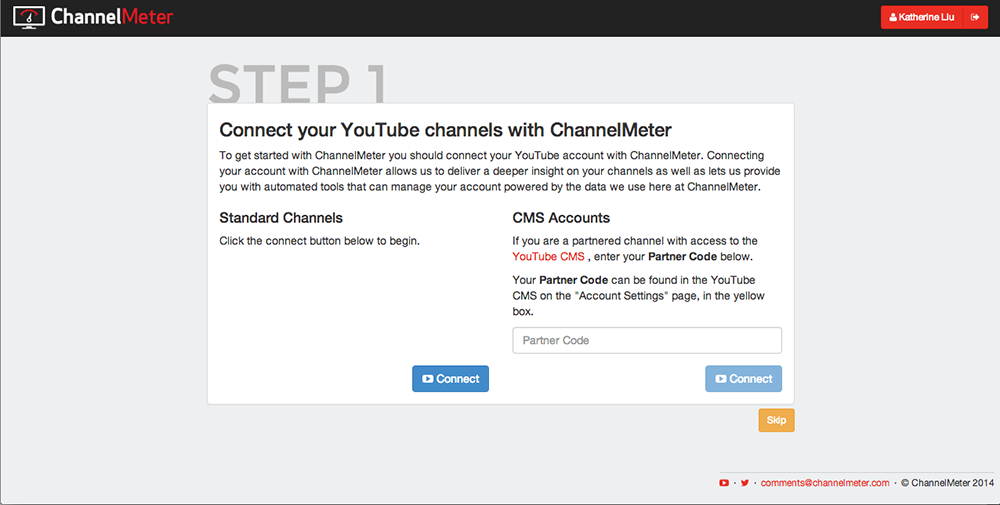 ChannelMeter
Katherine Liu
STEP 1
Connect your YouTube channels with ChannelMeter
To get started with ChannelMeter you should connect your YouTube account with ChannelMeter. Connecting
your account with ChannelMeter allows us to deliver a deeper insight on your channels as well as lets us provide
you with automated tools that can manage your account powered by the data we use here at ChannelMeter.
Standard Channels
Click the connect button below to begin.
Connect
CMS Accounts
If you are a partnered channel with access to the
YouTube CMS , enter your Partner Code below.
Your Partner Code can be found in the YouTube
CMS on the "Account Settings" page, in the yellow
box.
Partner Code
Connect
Skip
· · comments@channelmeter.com · © ChannelMeter 2014